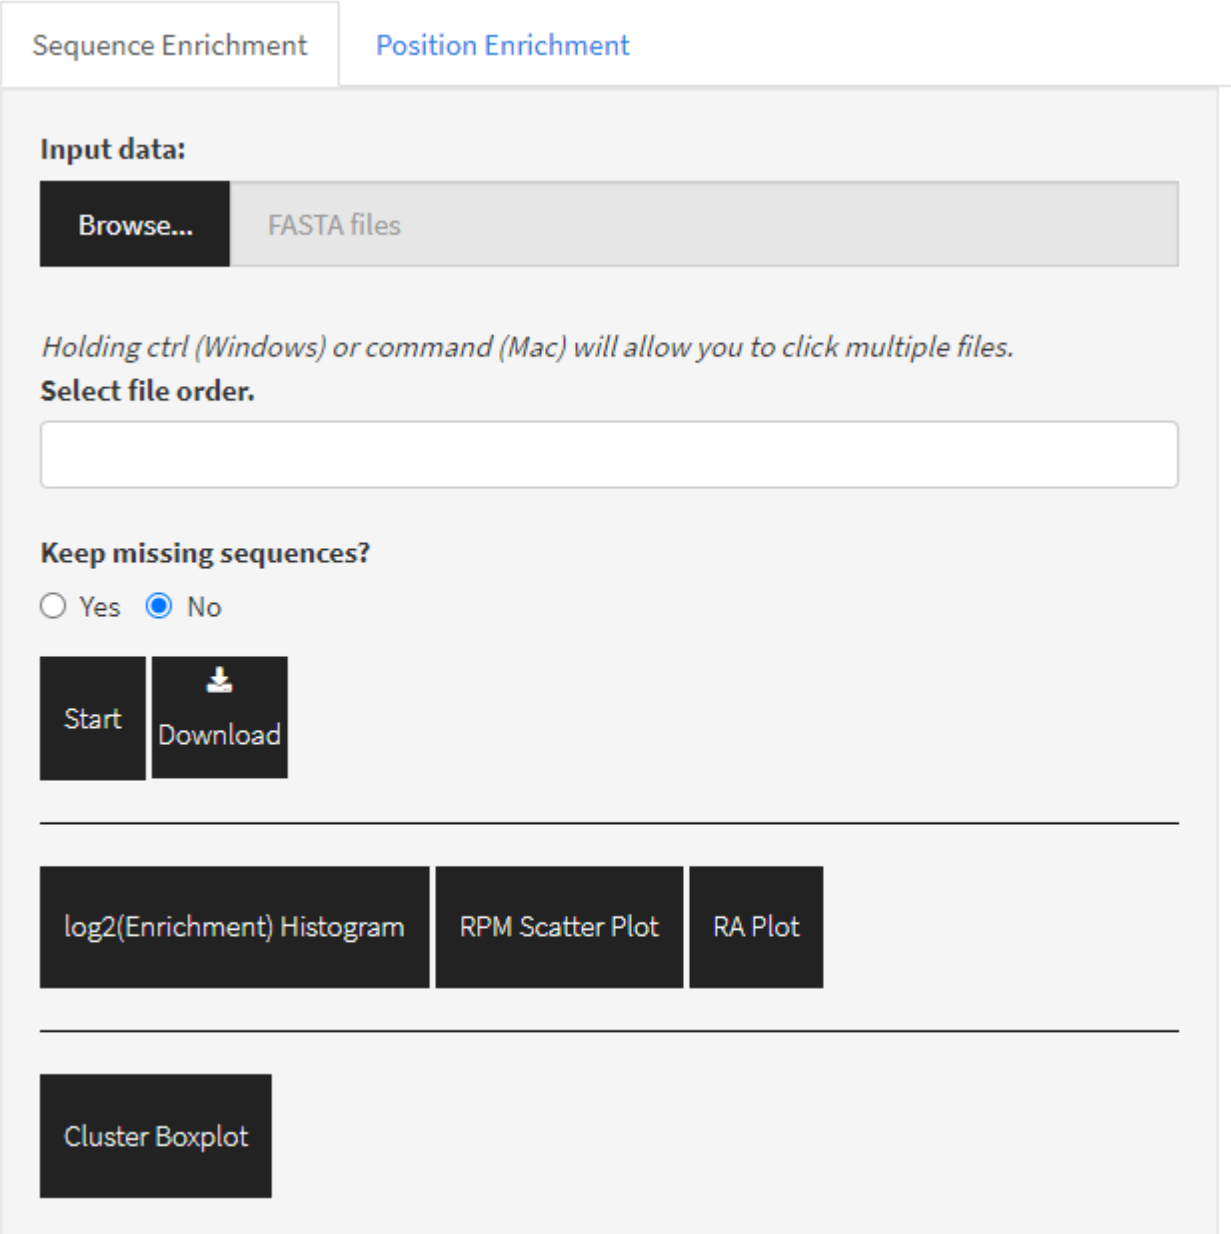 Sequence Enrichment Position Enrichment
Input data:
Browse... FASTA files
Holding ctrl (Windows) or command (Mac) will allow you to click multiple files.
Select file order.
Keep missing sequences?
Yes No
Start Download
log2(Enrichment) Histogram RPM Scatter Plot RA Plot
Cluster Boxplot